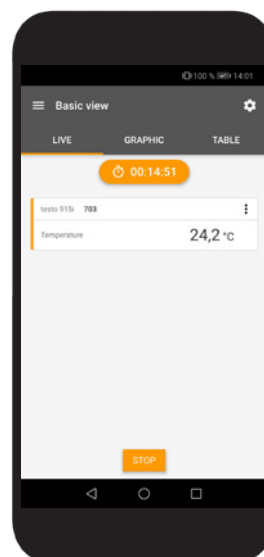 100 % 14:01
Basic view
LIVE GRAPHIC TABLE
00:14:51
testo 915i 703
Temperature 24,2 °C
STOP